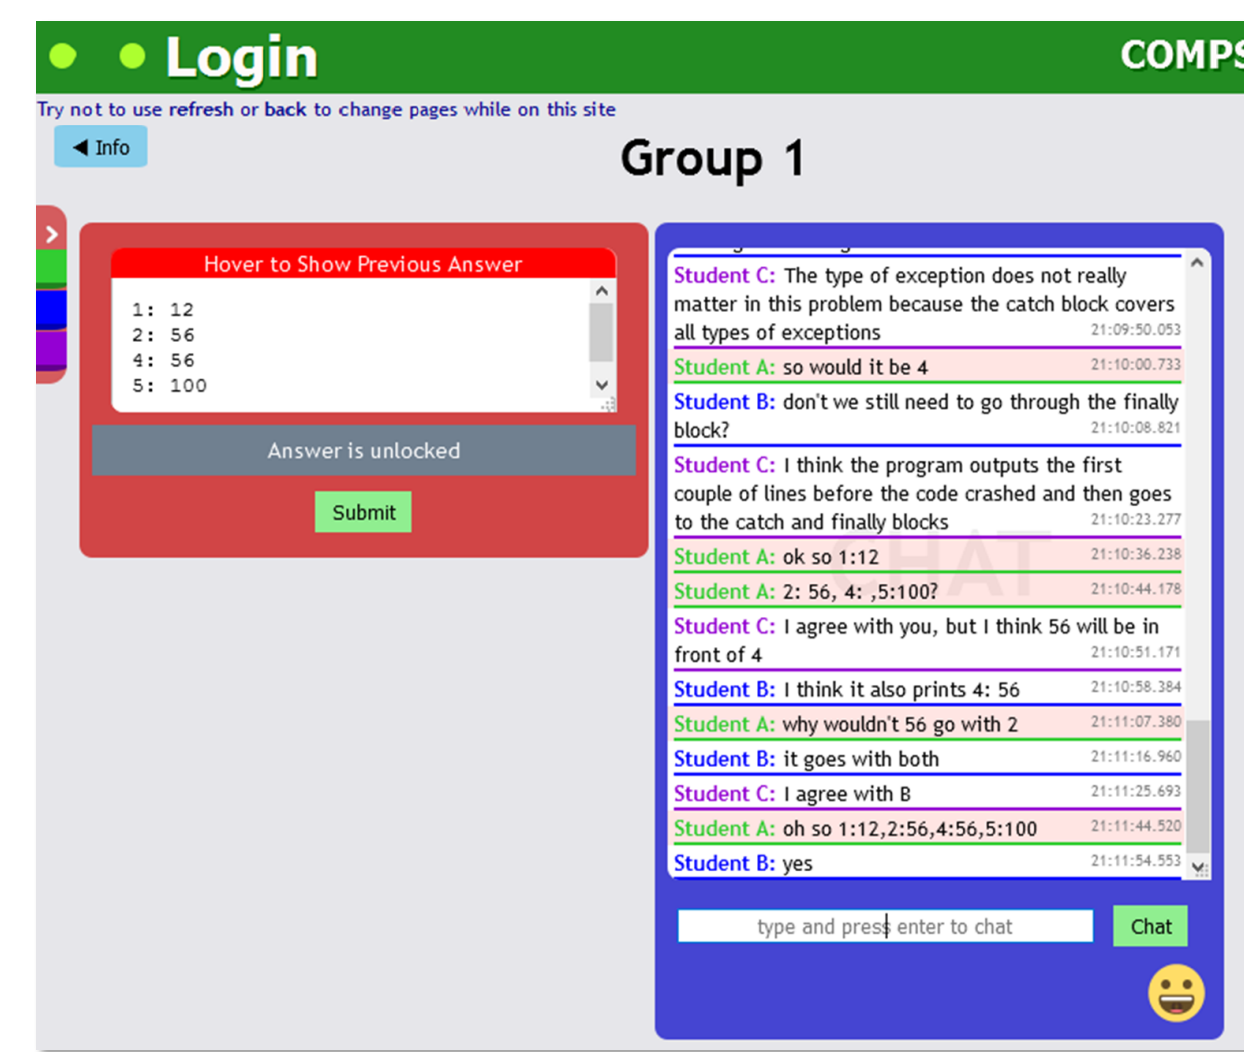 Login
COMPS
Try not to use refresh or back to change pages while on this site
◀ Info
Group 1
Hover to Show Previous Answer
1: 12
2: 56
4: 56
5: 100
Answer is unlocked
Submit
Student C: The type of exception does not really
matter in this problem because the catch block covers
all types of exceptions 21:09:50.053
Student A: so would it be 4 21:10:00.733
Student B: don't we still need to go through the finally
block? 21:10:08.821
Student C: I think the program outputs the first
couple of lines before the code crashed and then goes
to the catch and finally blocks 21:10:23.277
CHAT
Student A: ok so 1:12 21:10:36.238
Student A: 2: 56, 4: ,5:100? 21:10:44.178
Student C: I agree with you, but I think 56 will be in
front of 4 21:10:51.171
Student B: I think it also prints 4: 56 21:10:58.384
Student A: why wouldn't 56 go with 2 21:11:07.380
Student B: it goes with both 21:11:16.960
Student C: I agree with B 21:11:25.693
Student A: oh so 1:12,2:56,4:56,5:100 21:11:44.520
Student B: yes 21:11:54.553
type and press enter to chat
Chat